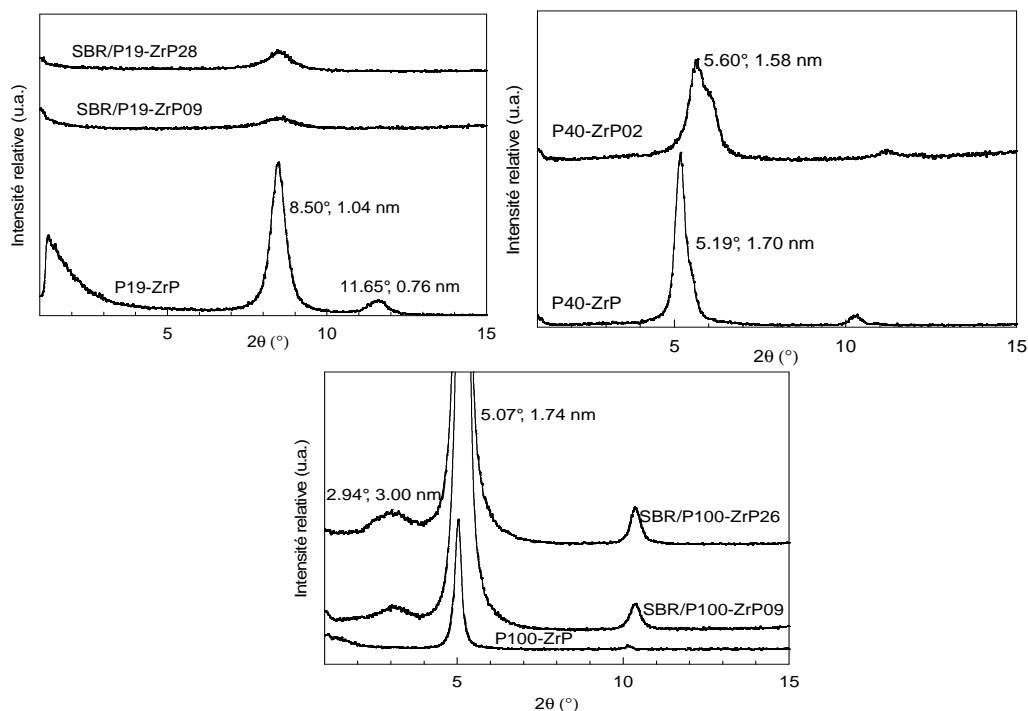 SBR/P19-ZrP28
SBR/P19-ZrP09
8.50°, 1.04 nm
P19-ZrP
11.65°, 0.76 nm
Intensité relative (u.a.)
5
10
15
2θ (°)
5.60°, 1.58 nm
P40-ZrP02
5.19°, 1.70 nm
P40-ZrP
Intensité relative (u.a.)
5
10
15
2θ (°)
5.07°, 1.74 nm
2.94°, 3.00 nm
SBR/P100-ZrP26
SBR/P100-ZrP09
P100-ZrP
Intensité relative (u.a.)
5
10
15
2θ (°)